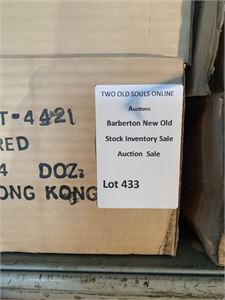 TWO OLD SOULS ONLINE
Auctions
Barberton New Old
Stock Inventory Sale
Auction Sale
Lot 433
T-4421
RED
4 DOZ:
ONG KONG